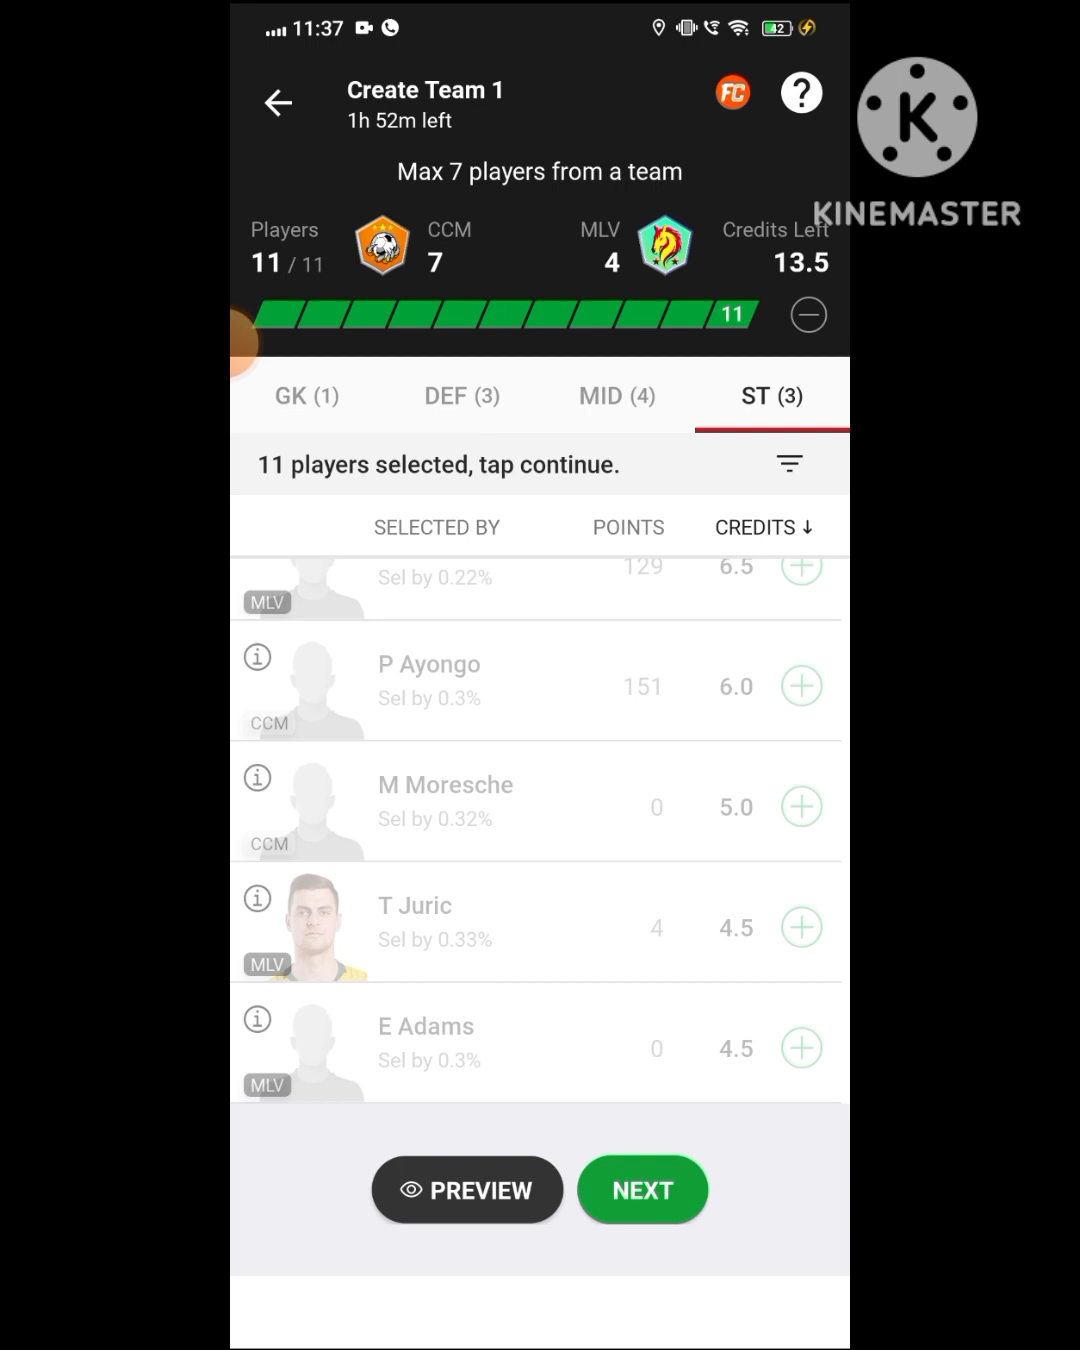 11:37
42
Create Team 1
1h 52m left
FC
?
K
KINEMASTER
Max 7 players from a team
Players
11 / 11
CCM
7
MLV
4
Credits Left
13.5
11
GK (1)
DEF (3)
MID (4)
ST (3)
11 players selected, tap continue.
SELECTED BY
POINTS
CREDITS ↓
Sel by 0.22%
129
6.5
MLV
P Ayongo
Sel by 0.3%
151
6.0
CCM
M Moresche
Sel by 0.32%
0
5.0
CCM
T Juric
Sel by 0.33%
4
4.5
MLV
E Adams
Sel by 0.3%
0
4.5
MLV
PREVIEW
NEXT